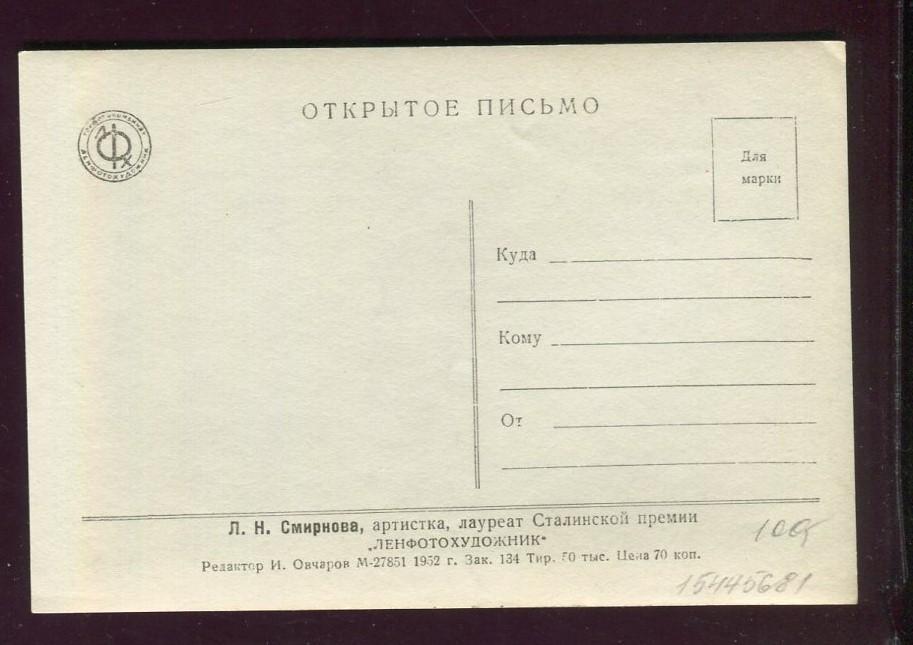 ОТКРЫТОЕ ПИСЬМО
ЛЕНФОТОХУДОЖНИК
Для
марки
Куда
Кому
От
Л. Н. Смирнова, артистка, лауреат Сталинской премии
„ЛЕНФОТОХУДОЖНИК“
Редактор И. Овчаров М-27851 1952 г. Зак. 134 Тир. 50 тыс. Цена 70 коп.
15445681